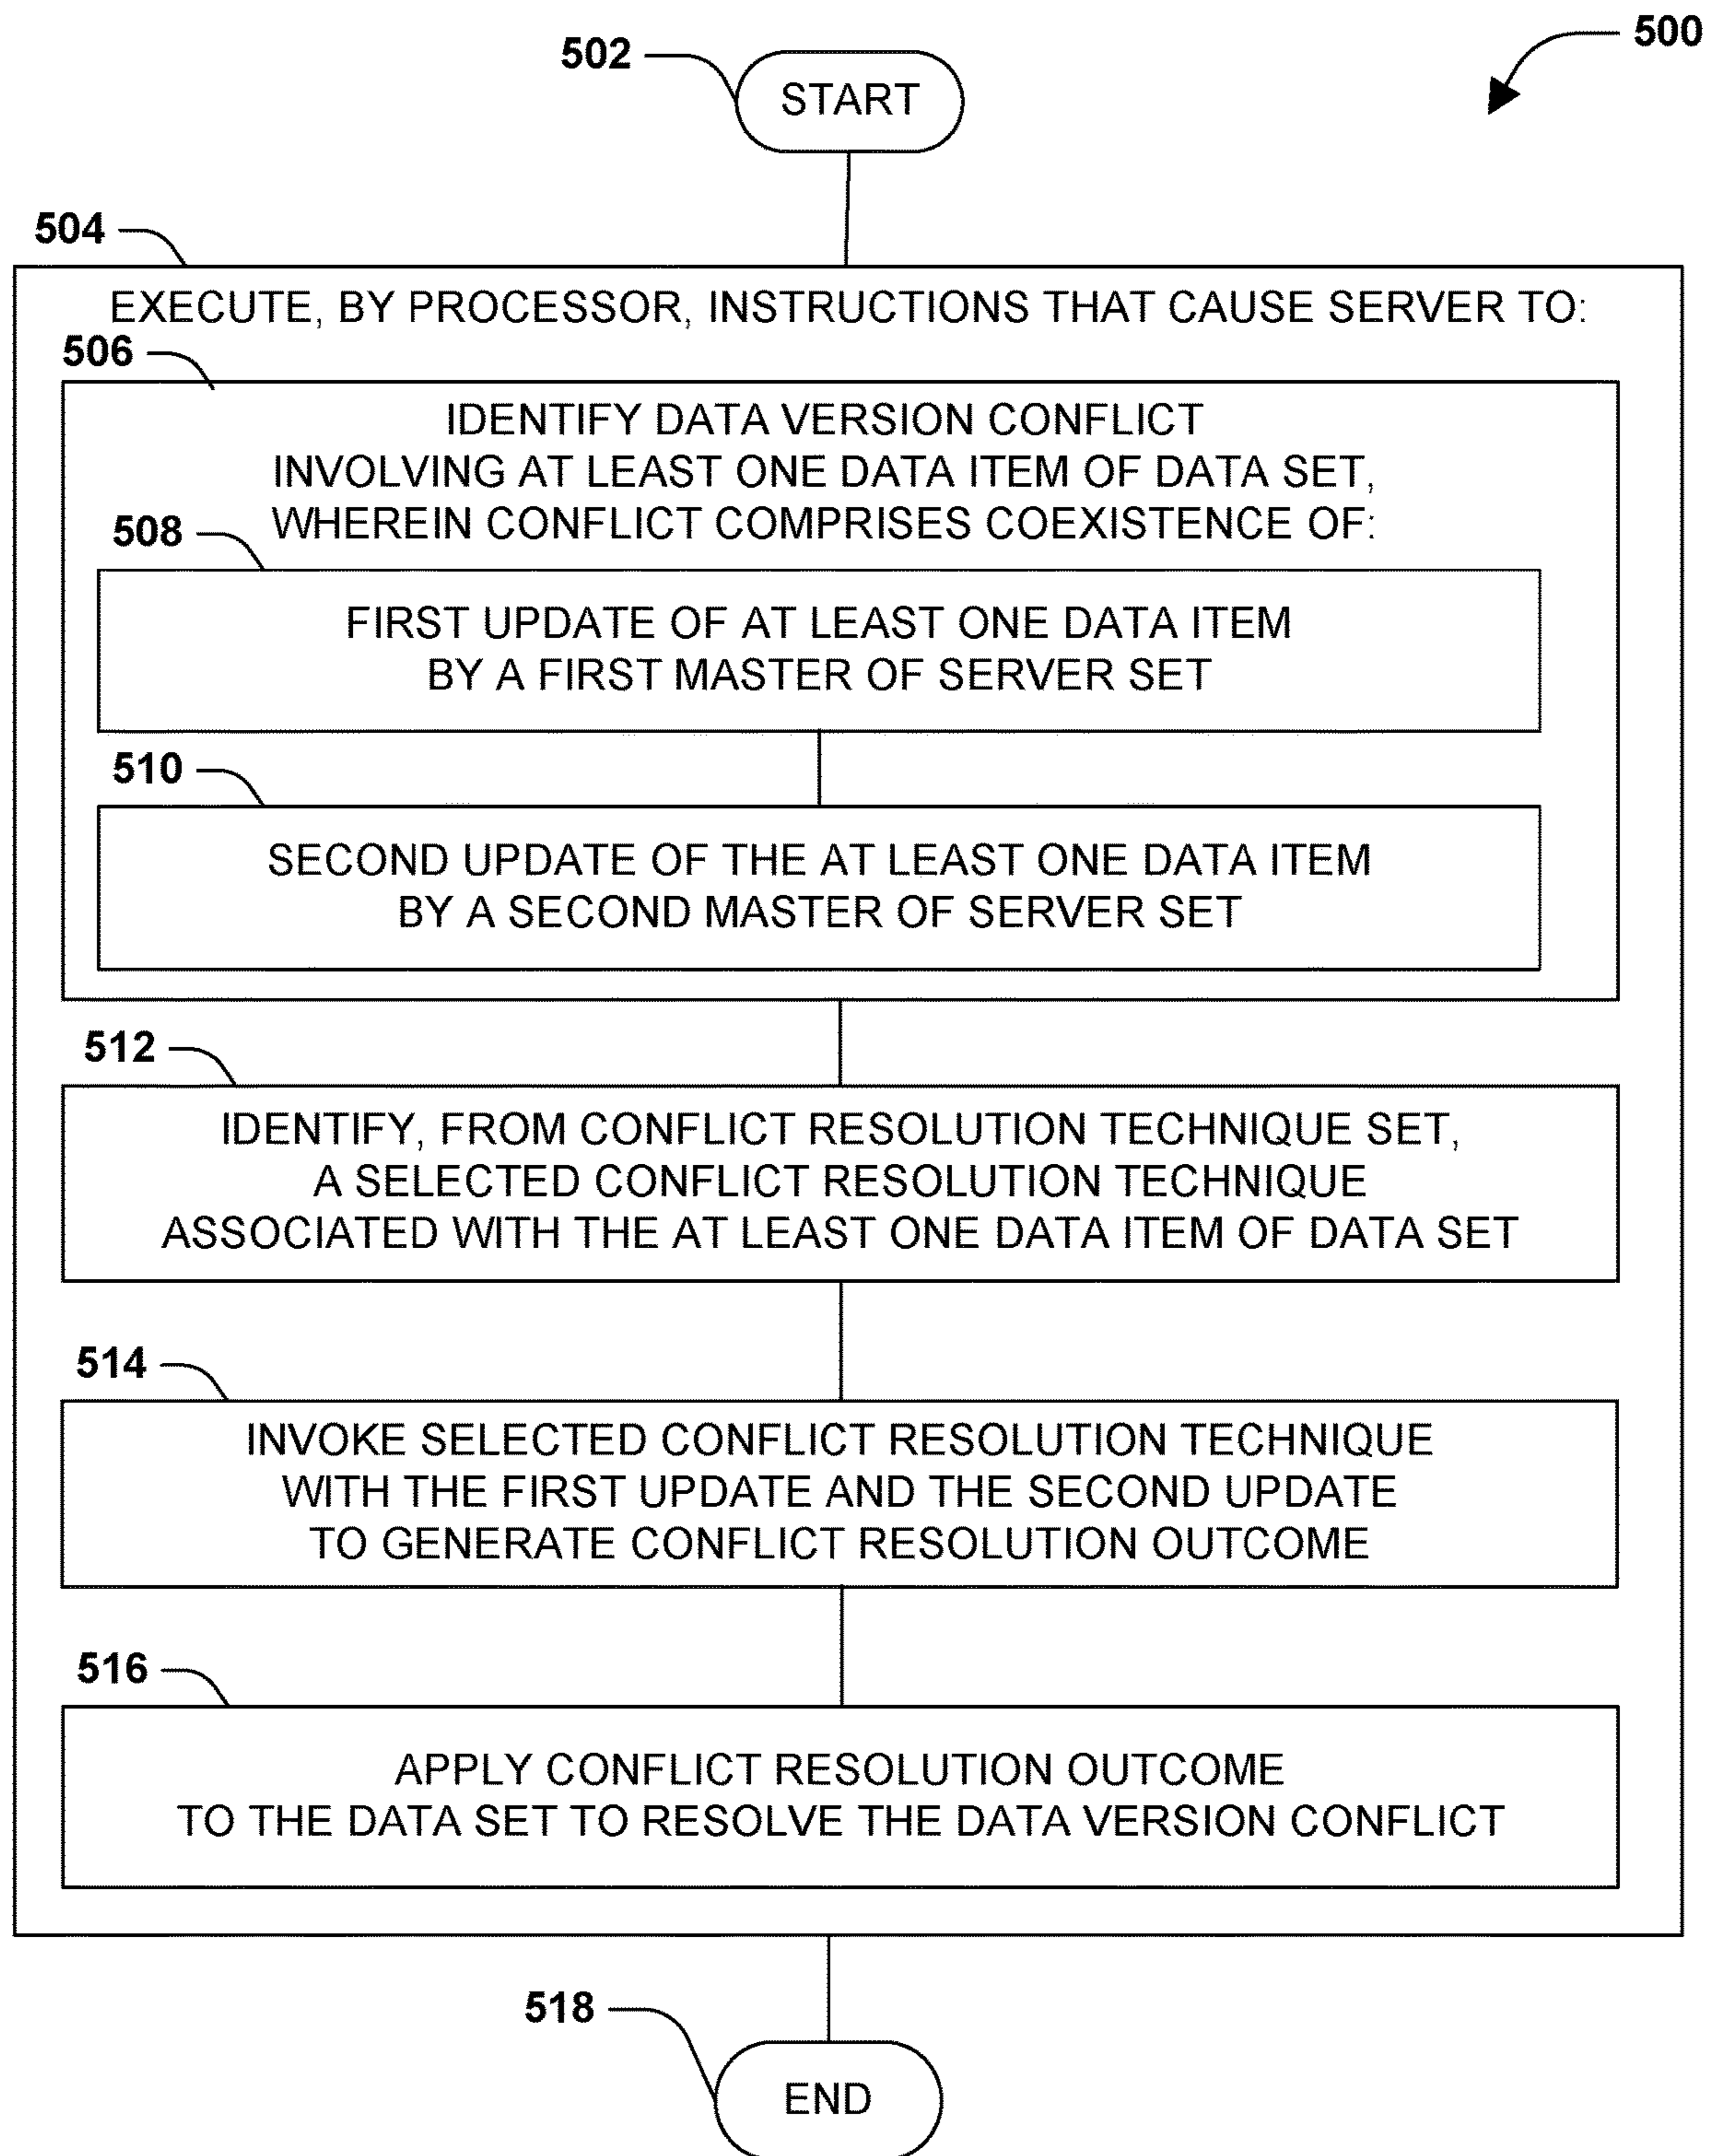 500
502
START
504
EXECUTE, BY PROCESSOR, INSTRUCTIONS THAT CAUSE SERVER TO:
506
IDENTIFY DATA VERSION CONFLICT
INVOLVING AT LEAST ONE DATA ITEM OF DATA SET,
WHEREIN CONFLICT COMPRISES COEXISTENCE OF:
508
FIRST UPDATE OF AT LEAST ONE DATA ITEM
BY A FIRST MASTER OF SERVER SET
510
SECOND UPDATE OF THE AT LEAST ONE DATA ITEM
BY A SECOND MASTER OF SERVER SET
512
IDENTIFY, FROM CONFLICT RESOLUTION TECHNIQUE SET,
A SELECTED CONFLICT RESOLUTION TECHNIQUE
ASSOCIATED WITH THE AT LEAST ONE DATA ITEM OF DATA SET
514
INVOKE SELECTED CONFLICT RESOLUTION TECHNIQUE
WITH THE FIRST UPDATE AND THE SECOND UPDATE
TO GENERATE CONFLICT RESOLUTION OUTCOME
516
APPLY CONFLICT RESOLUTION OUTCOME
TO THE DATA SET TO RESOLVE THE DATA VERSION CONFLICT
518
END